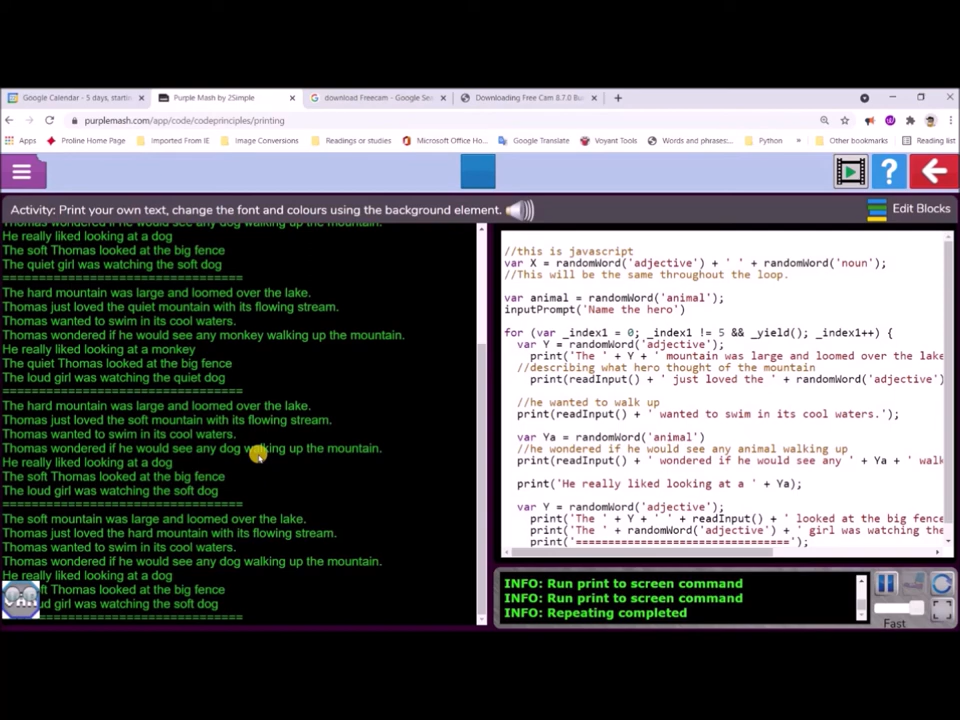 Google Calendar - 5 days, startin
Purple Mash by 2Simple
download Freecam - Google Sea
Downloading Free Cam 8.7.0 Bui
purplemash.com/app/code/codeprinciples/printing
Apps
Proline Home Page
Imported From IE
Image Conversions
Readings or studies
Microsoft Office Ho...
Google Translate
Voyant Tools
Words and phrases:...
Python
»
Other bookmarks
Reading list
Activity: Print your own text, change the font and colours using the background element.
Edit Blocks
Thomas wondered if he would see any dog walking up the mountain.
He really liked looking at a dog
The soft Thomas looked at the big fence
The quiet girl was watching the soft dog
=================================
The hard mountain was large and loomed over the lake.
Thomas just loved the quiet mountain with its flowing stream.
Thomas wanted to swim in its cool waters.
Thomas wondered if he would see any monkey walking up the mountain.
He really liked looking at a monkey
The quiet Thomas looked at the big fence
The loud girl was watching the quiet dog
=================================
The hard mountain was large and loomed over the lake.
Thomas just loved the soft mountain with its flowing stream.
Thomas wanted to swim in its cool waters.
Thomas wondered if he would see any dog walking up the mountain.
He really liked looking at a dog
The soft Thomas looked at the big fence
The loud girl was watching the soft dog
=================================
The soft mountain was large and loomed over the lake.
Thomas just loved the hard mountain with its flowing stream.
Thomas wanted to swim in its cool waters.
Thomas wondered if he would see any dog walking up the mountain.
He really liked looking at a dog
oft Thomas looked at the big fence
ud girl was watching the soft dog
=================================
//this is javascript
var X = randomWord('adjective') + ' ' + randomWord('noun');
//This will be the same throughout the loop.
var animal = randomWord('animal');
inputPrompt('Name the hero')
for (var _index1 = 0; _index1 != 5 && _yield(); _index1++) {
var Y = randomWord('adjective');
print('The ' + Y + ' mountain was large and loomed over the lake
//describing what hero thought of the mountain
print(readInput() + ' just loved the ' + randomWord('adjective')
//he wanted to walk up
print(readInput() + ' wanted to swim in its cool waters.');
var Ya = randomWord('animal')
//he wondered if he would see any animal walking up
print(readInput() + ' wondered if he would see any ' + Ya + ' walk
print('He really liked looking at a ' + Ya);
var Y = randomWord('adjective');
print('The ' + Y + ' ' + readInput() + ' looked at the big fence
print('The ' + randomWord('adjective') + ' girl was watching the
print('=================================');
INFO: Run print to screen command
INFO: Run print to screen command
INFO: Repeating completed
Fast